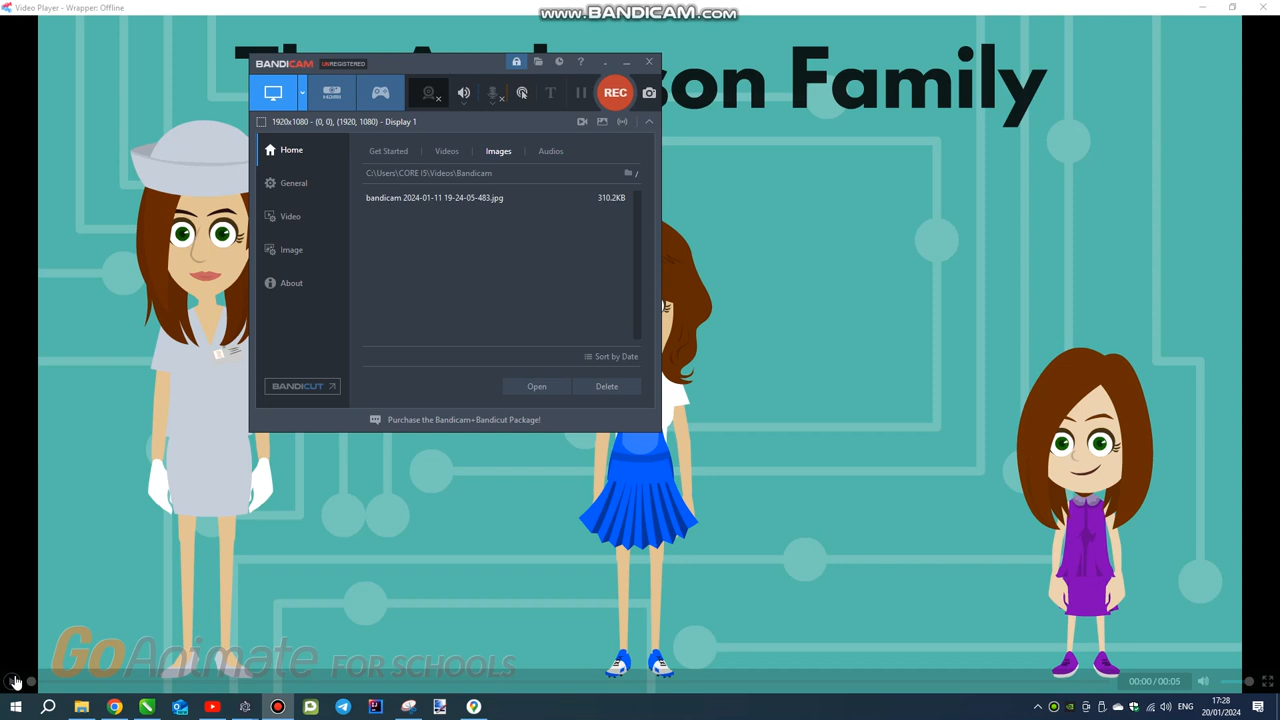 Video Player - Wrapper: Offline
www.BANDICAM.com
son Family
BANDICAM UNREGISTERED
HDMI
REC
1920x1080 - (0, 0), (1920, 1080) - Display 1
Home
General
Video
Image
About
BANDICUT
Get Started Videos Images Audios
C:\Users\CORE I5\Videos\Bandicam
bandicam 2024-01-11 19-24-05-483.jpg 310.2KB
Sort by Date
Open Delete
Purchase the Bandicam+Bandicut Package!
GoAnimate FOR SCHOOLS
00:00 / 00:05
ENG
17:28
20/01/2024